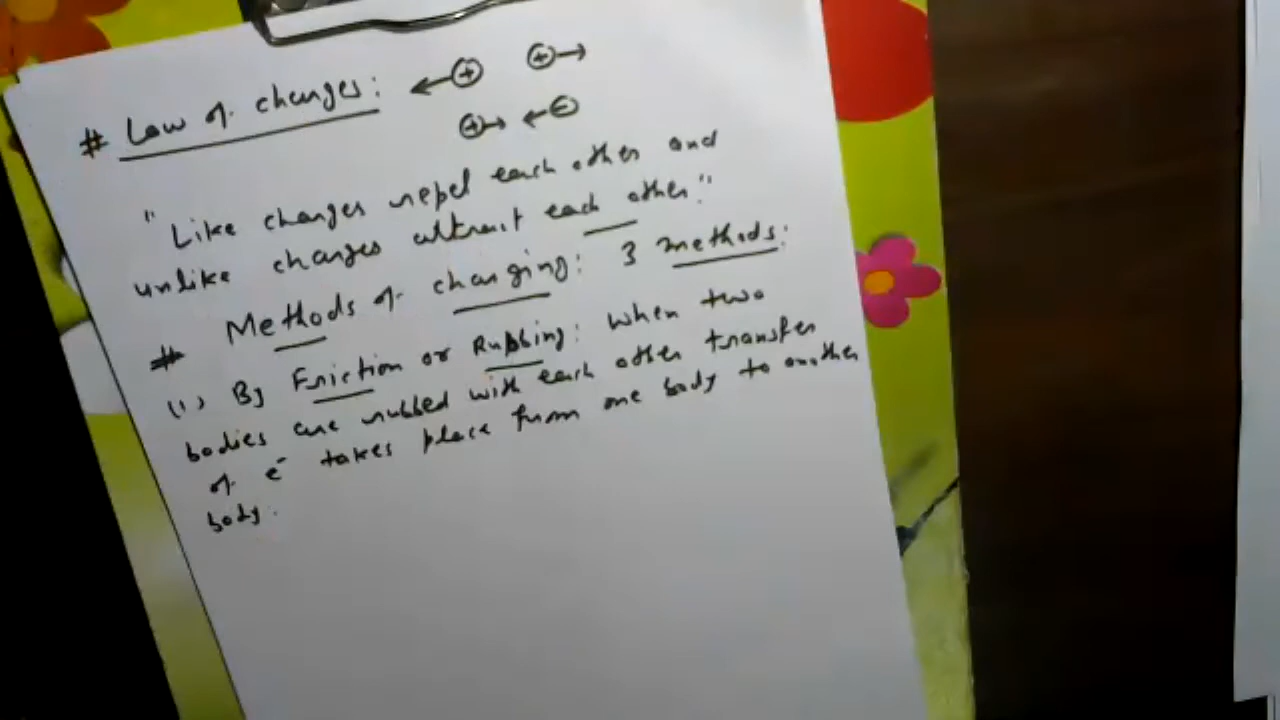 # Law of charges: ←⊕ ⊕→
⊕→ ←⊖
"Like charges repel each other and
unlike charges attract each other."
# Methods of charging: 3 methods:
(1) By Friction or Rubbing: when two
bodies are rubbed with each other transfer
of e⁻ takes place from one body to another
body.